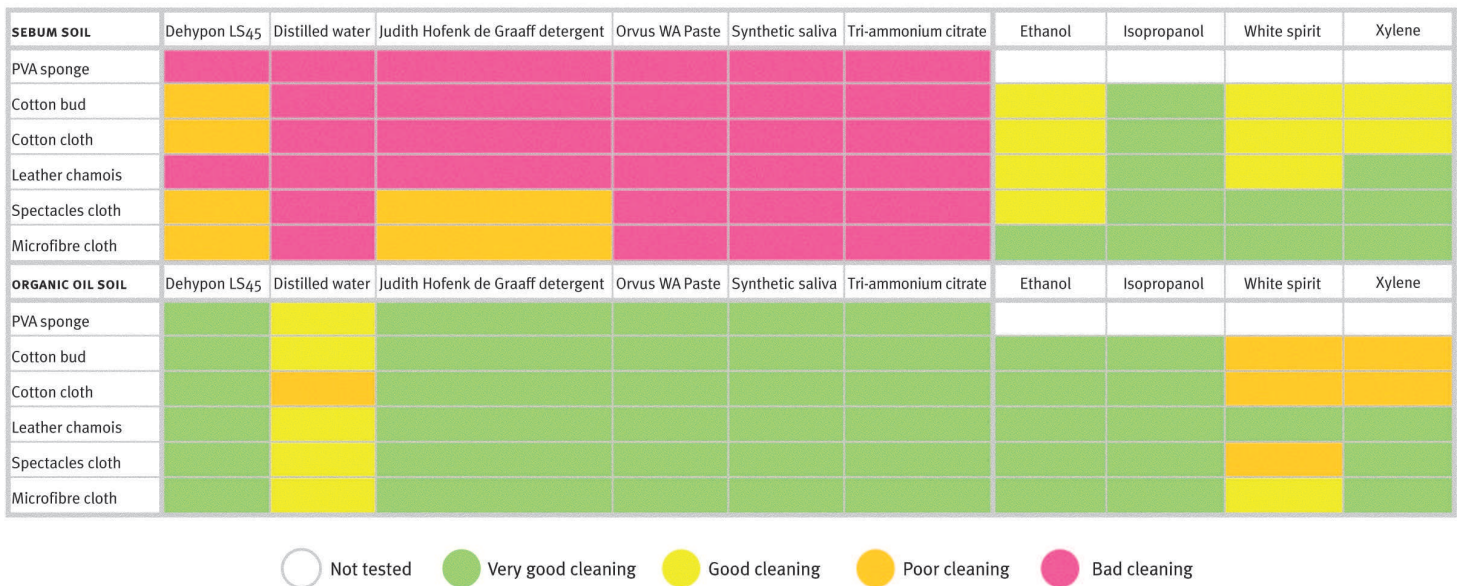 SEBUM SOIL Dehypon LS45 Distilled water Judith Hofenk de Graaff detergent Orvus WA Paste Synthetic saliva Tri-ammonium citrate Ethanol Isopropanol White spirit Xylene
PVA sponge
Cotton bud
Cotton cloth
Leather chamois
Spectacles cloth
Microfibre cloth
ORGANIC OIL SOIL Dehypon LS45 Distilled water Judith Hofenk de Graaff detergent Orvus WA Paste Synthetic saliva Tri-ammonium citrate Ethanol Isopropanol White spirit Xylene
PVA sponge
Cotton bud
Cotton cloth
Leather chamois
Spectacles cloth
Microfibre cloth
Not tested Very good cleaning Good cleaning Poor cleaning Bad cleaning